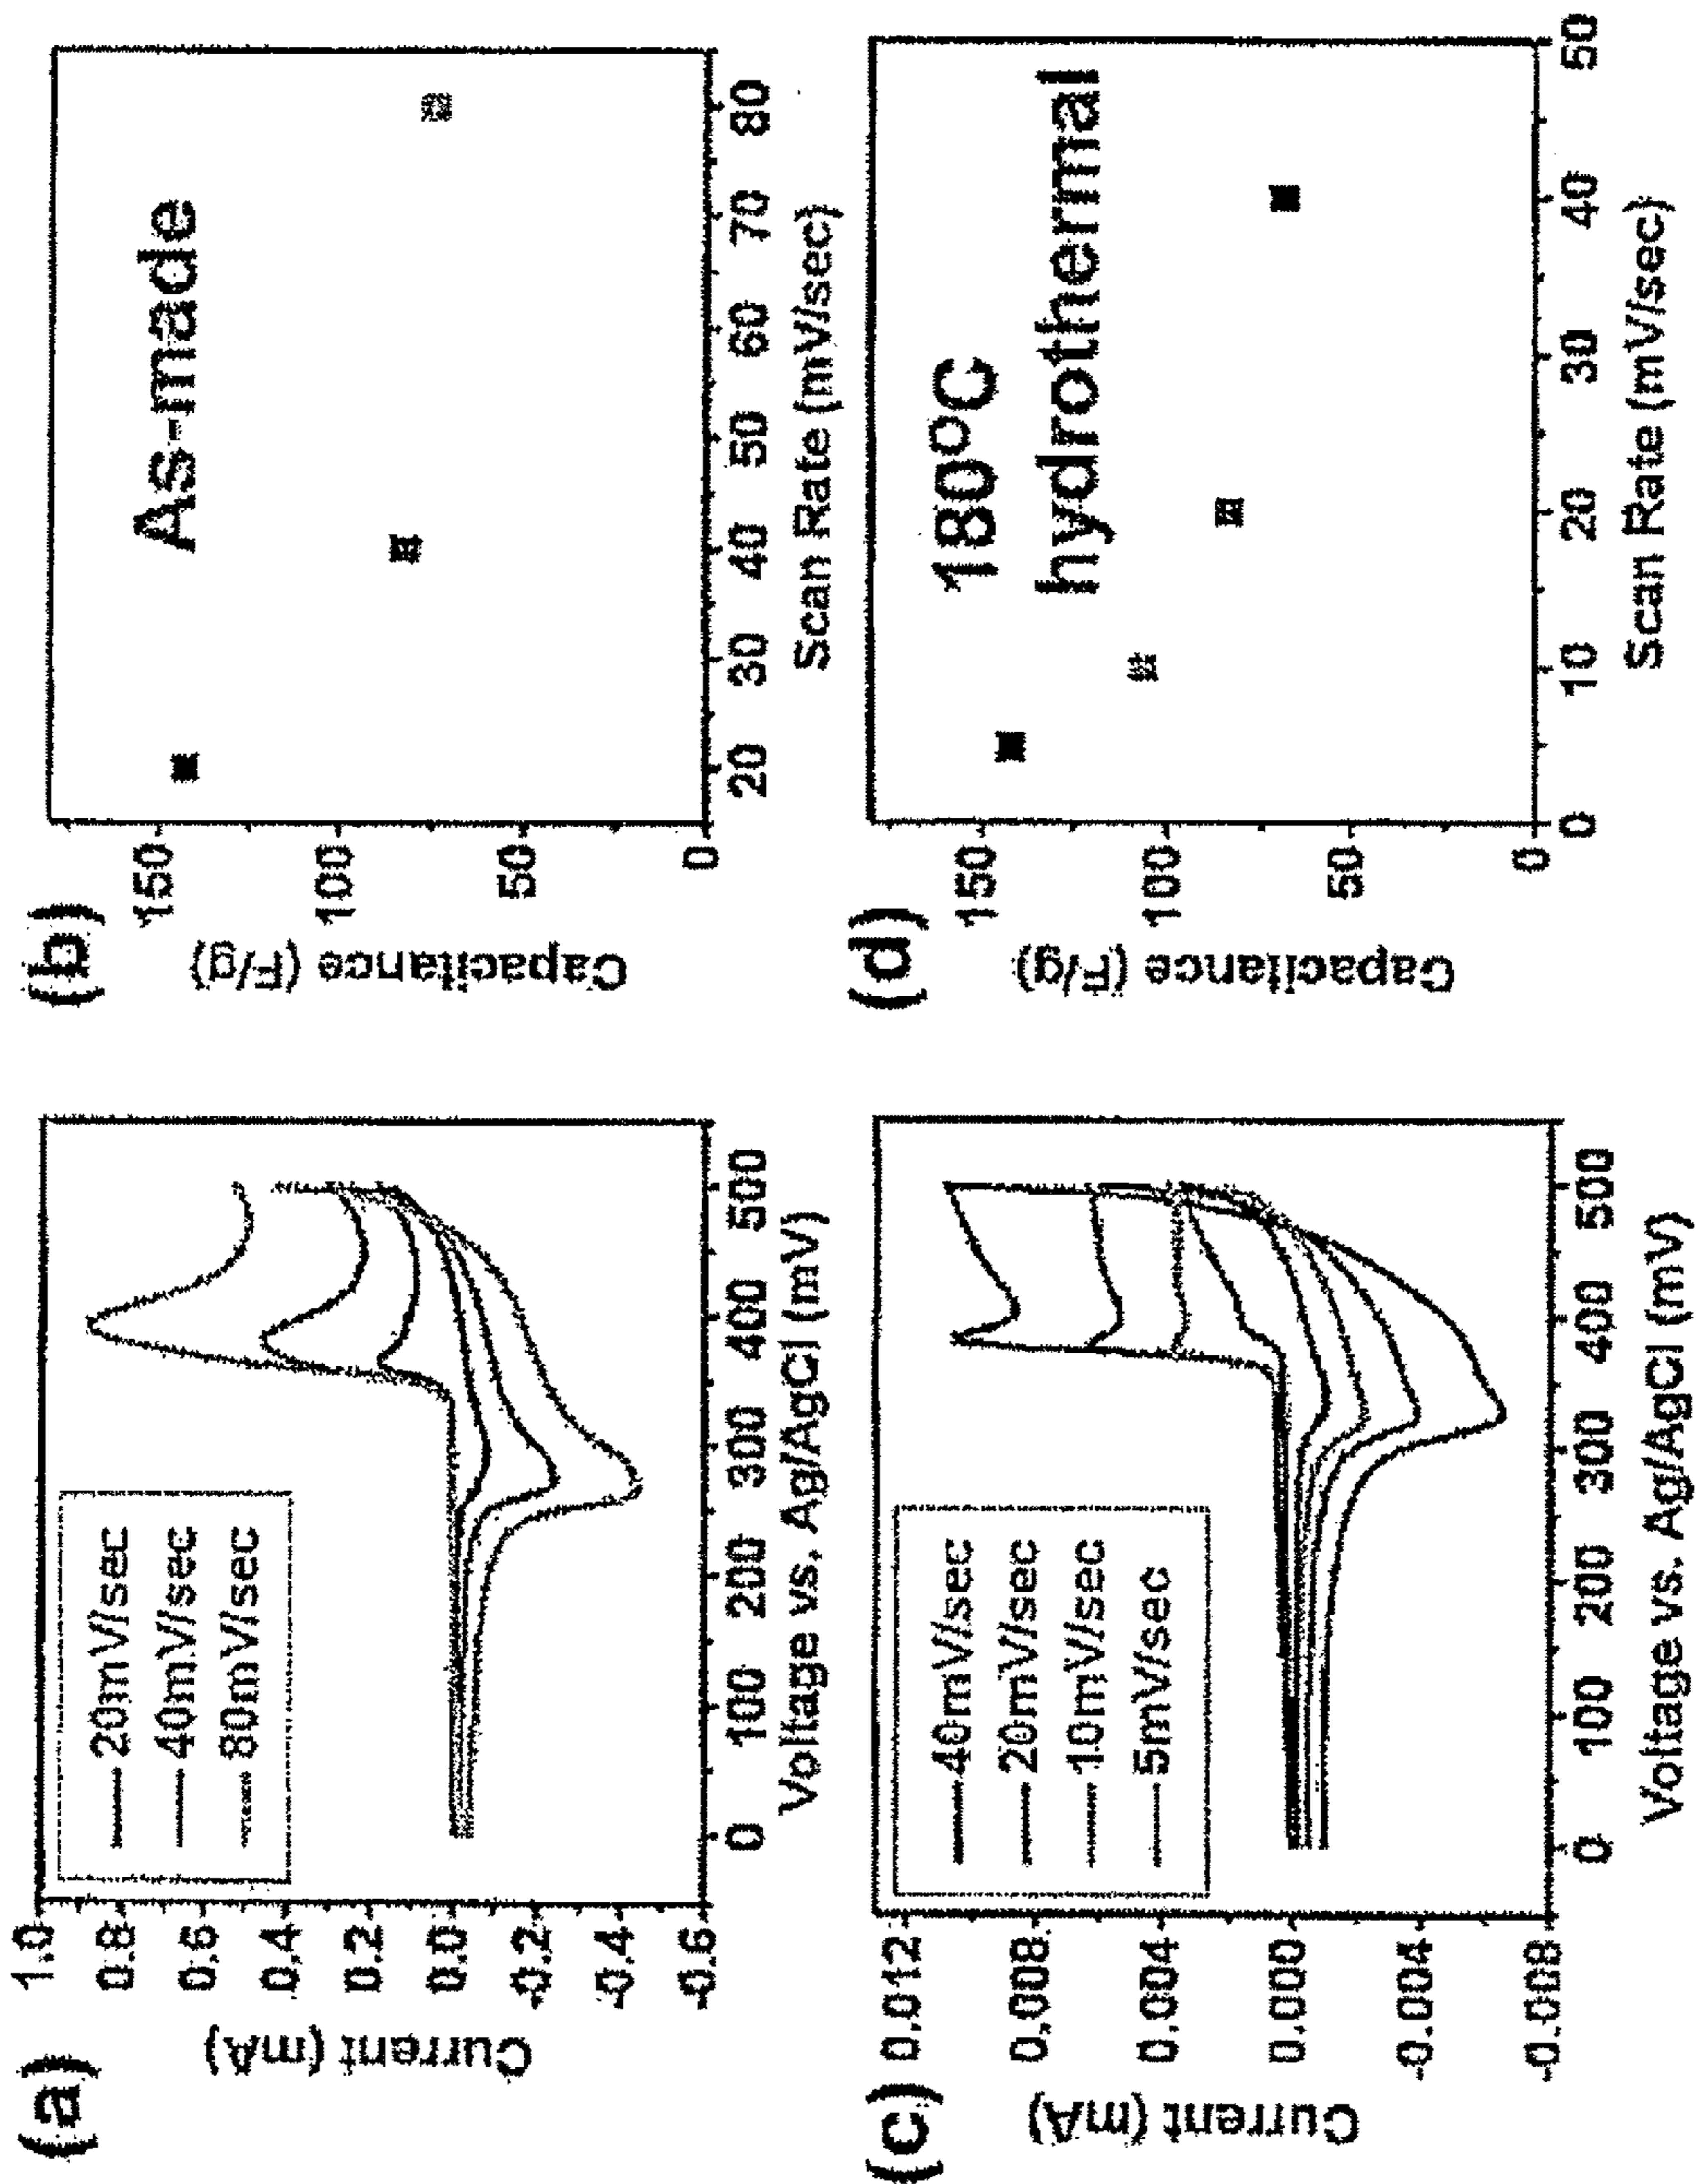 (a)
Current (mA)
1.0
0.8
0.6
0.4
0.2
0.0
-0.2
-0.4
-0.6
20mV/sec
40mV/sec
80mV/sec
0 100 200 300 400 500
Voltage vs. Ag/AgCl (mV)
(b)
Capacitance (F/g)
150
100
50
0
As-made
20 30 40 50 60 70 80
Scan Rate (mV/sec)
(c)
Current (mA)
0.012
0.008
0.004
0.000
-0.004
-0.008
40mV/sec
20mV/sec
10mV/sec
5mV/sec
0 100 200 300 400 500
Voltage vs. Ag/AgCl (mV)
(d)
Capacitance (F/g)
150
100
50
0
180ºC
hydrothermal
0 10 20 30 40 50
Scan Rate (mV/sec)